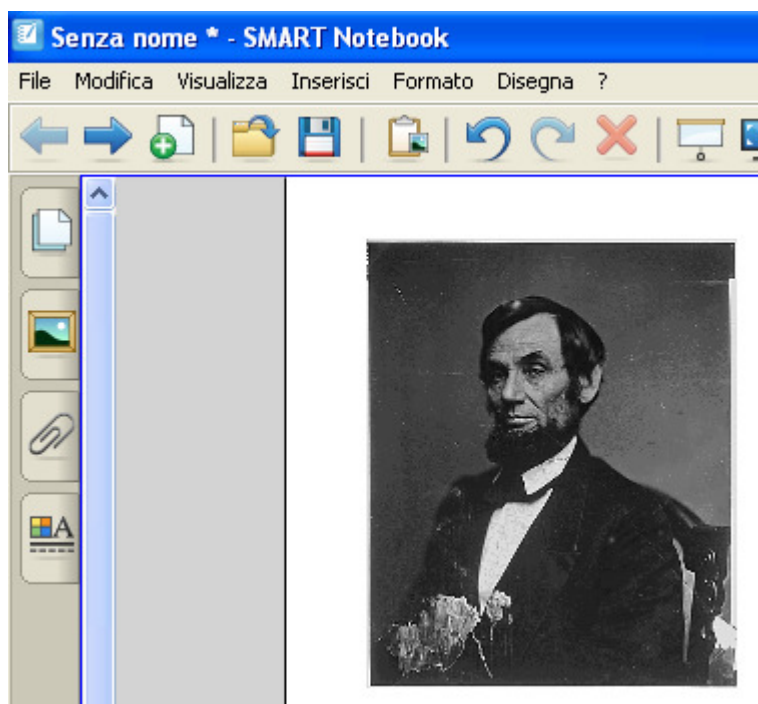 Senza nome * - SMART Notebook
File Modifica Visualizza Inserisci Formato Disegna ?
A